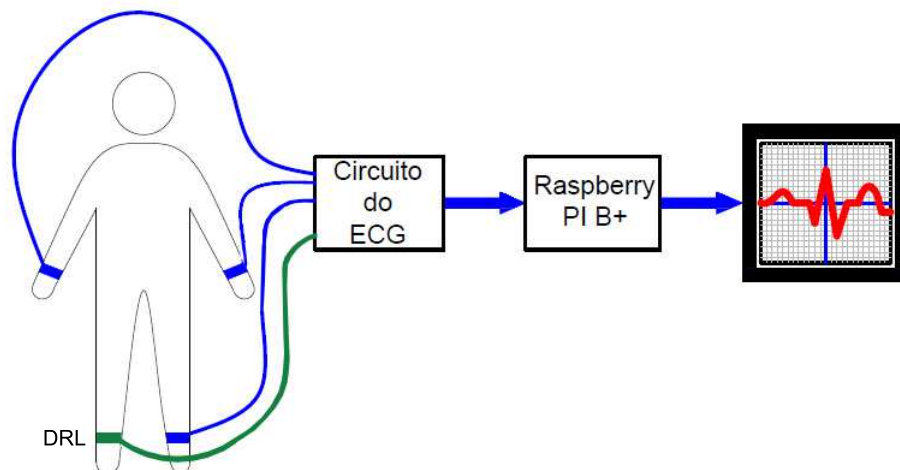 Circuito
do
ECG
Raspberry
PI B+
DRL